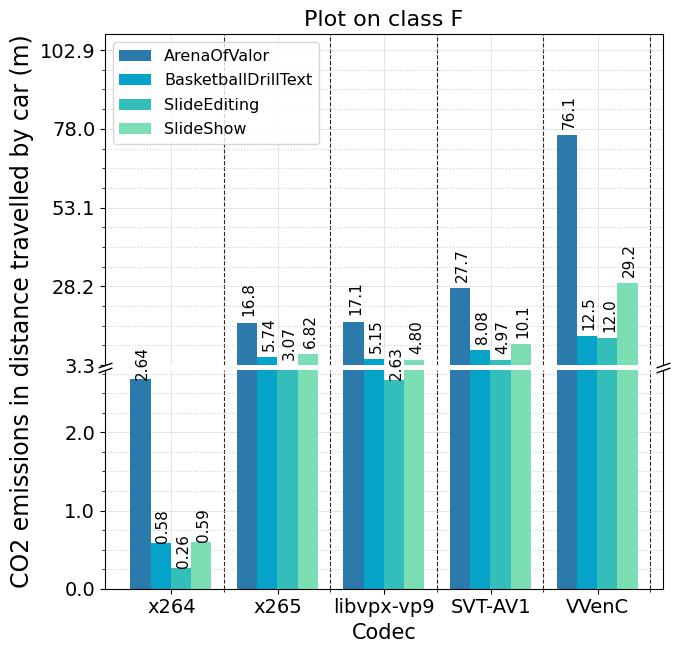 Plot on class F
CO2 emissions in distance travelled by car (m)
102.9
78.0
53.1
28.2
3.3
2.0
1.0
0.0
ArenaOfValor
BasketballDrillText
SlideEditing
SlideShow
2.64
0.58
0.26
0.59
16.8
5.74
3.07
6.82
17.1
5.15
2.63
4.80
27.7
8.08
4.97
10.1
76.1
12.5
12.0
29.2
x264
x265
libvpx-vp9
SVT-AV1
VVenC
Codec